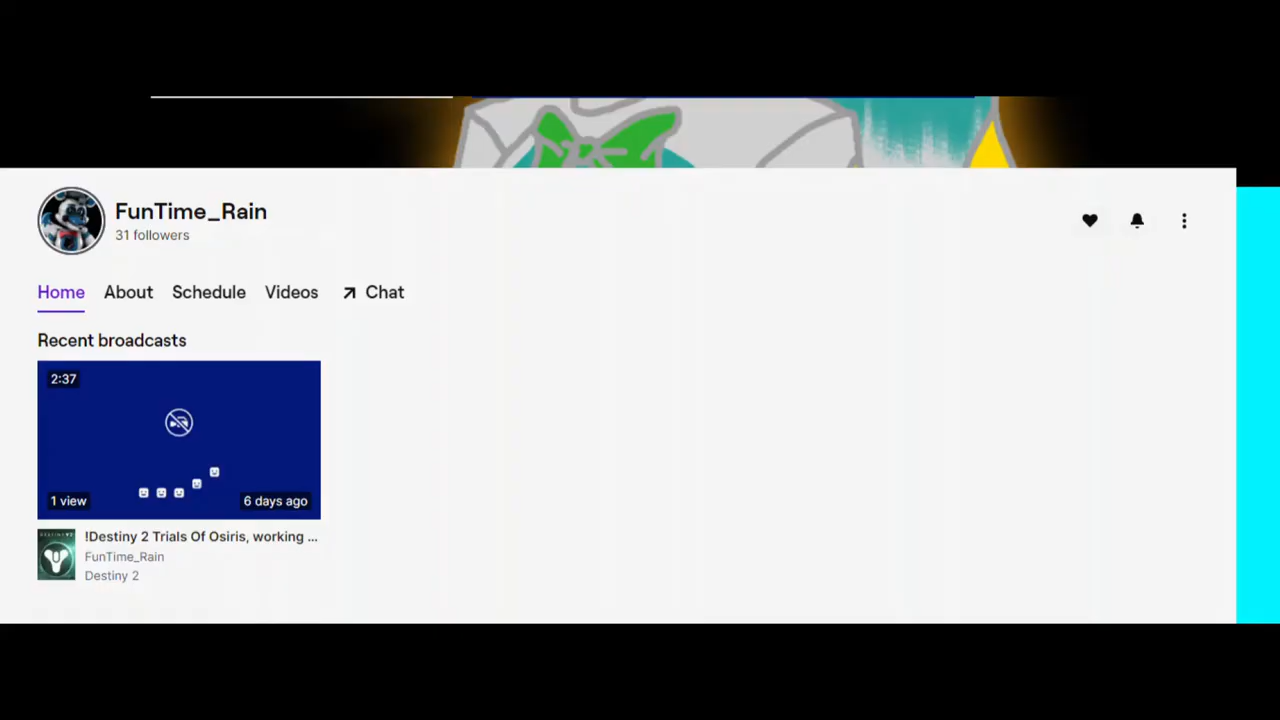 FunTime_Rain
31 followers
Home About Schedule Videos Chat
Recent broadcasts
2:37
1 view 6 days ago
!Destiny 2 Trials Of Osiris, working ...
FunTime_Rain
Destiny 2